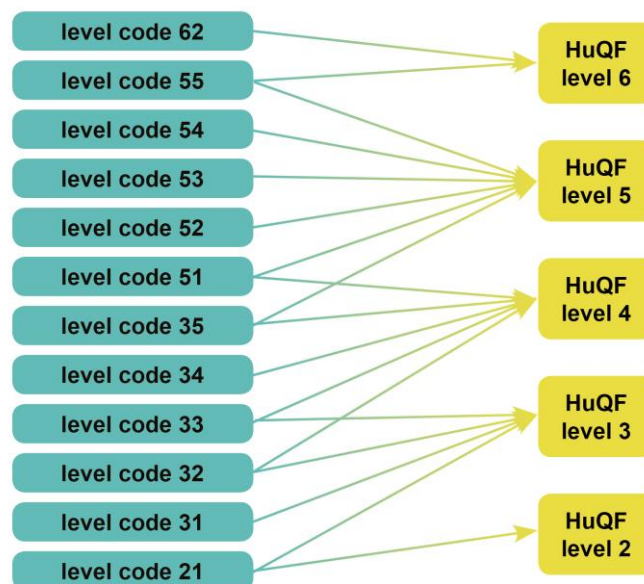 level code 62
level code 55
level code 54
level code 53
level code 52
level code 51
level code 35
level code 34
level code 33
level code 32
level code 31
level code 21
HuQF
level 6
HuQF
level 5
HuQF
level 4
HuQF
level 3
HuQF
level 2